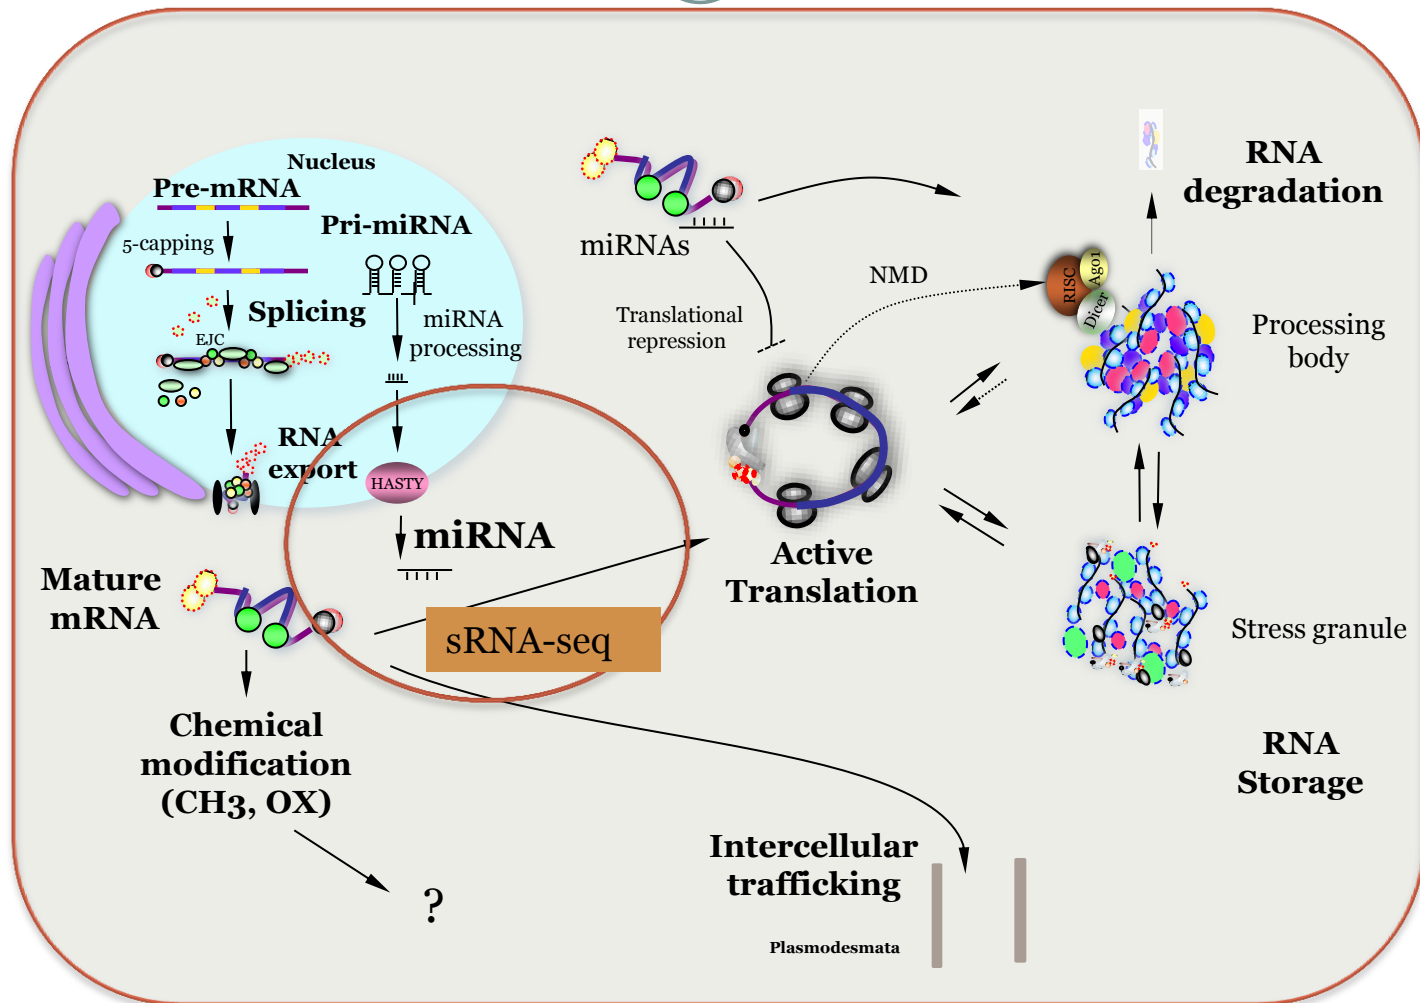 Nucleus
Pre-mRNA
5-capping
Pri-miRNA
Splicing
EJC
miRNA
processing
RNA
export
HASTY
miRNA
Mature
mRNA
sRNA-seq
Chemical
modification
(CH3, OX)
?
miRNAs
Translational
repression
NMD
Active
Translation
RISC
Ago1
Dicer
RNA
degradation
Processing
body
Stress granule
RNA
Storage
Intercellular
trafficking
Plasmodesmata